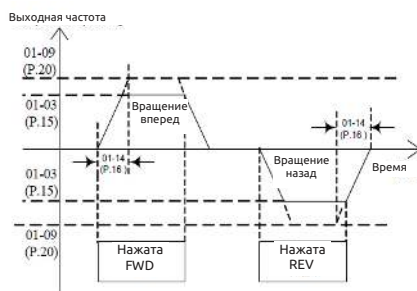 Выходная частота
01-09
(P.20)
01-03
(P.15)
Вращение
вперед
01-14
(P.16)
01-14
(P.16)
Вращение
назад
Время
01-03
(P.15)
01-09
(P.20)
Нажата
FWD
Нажата
REV